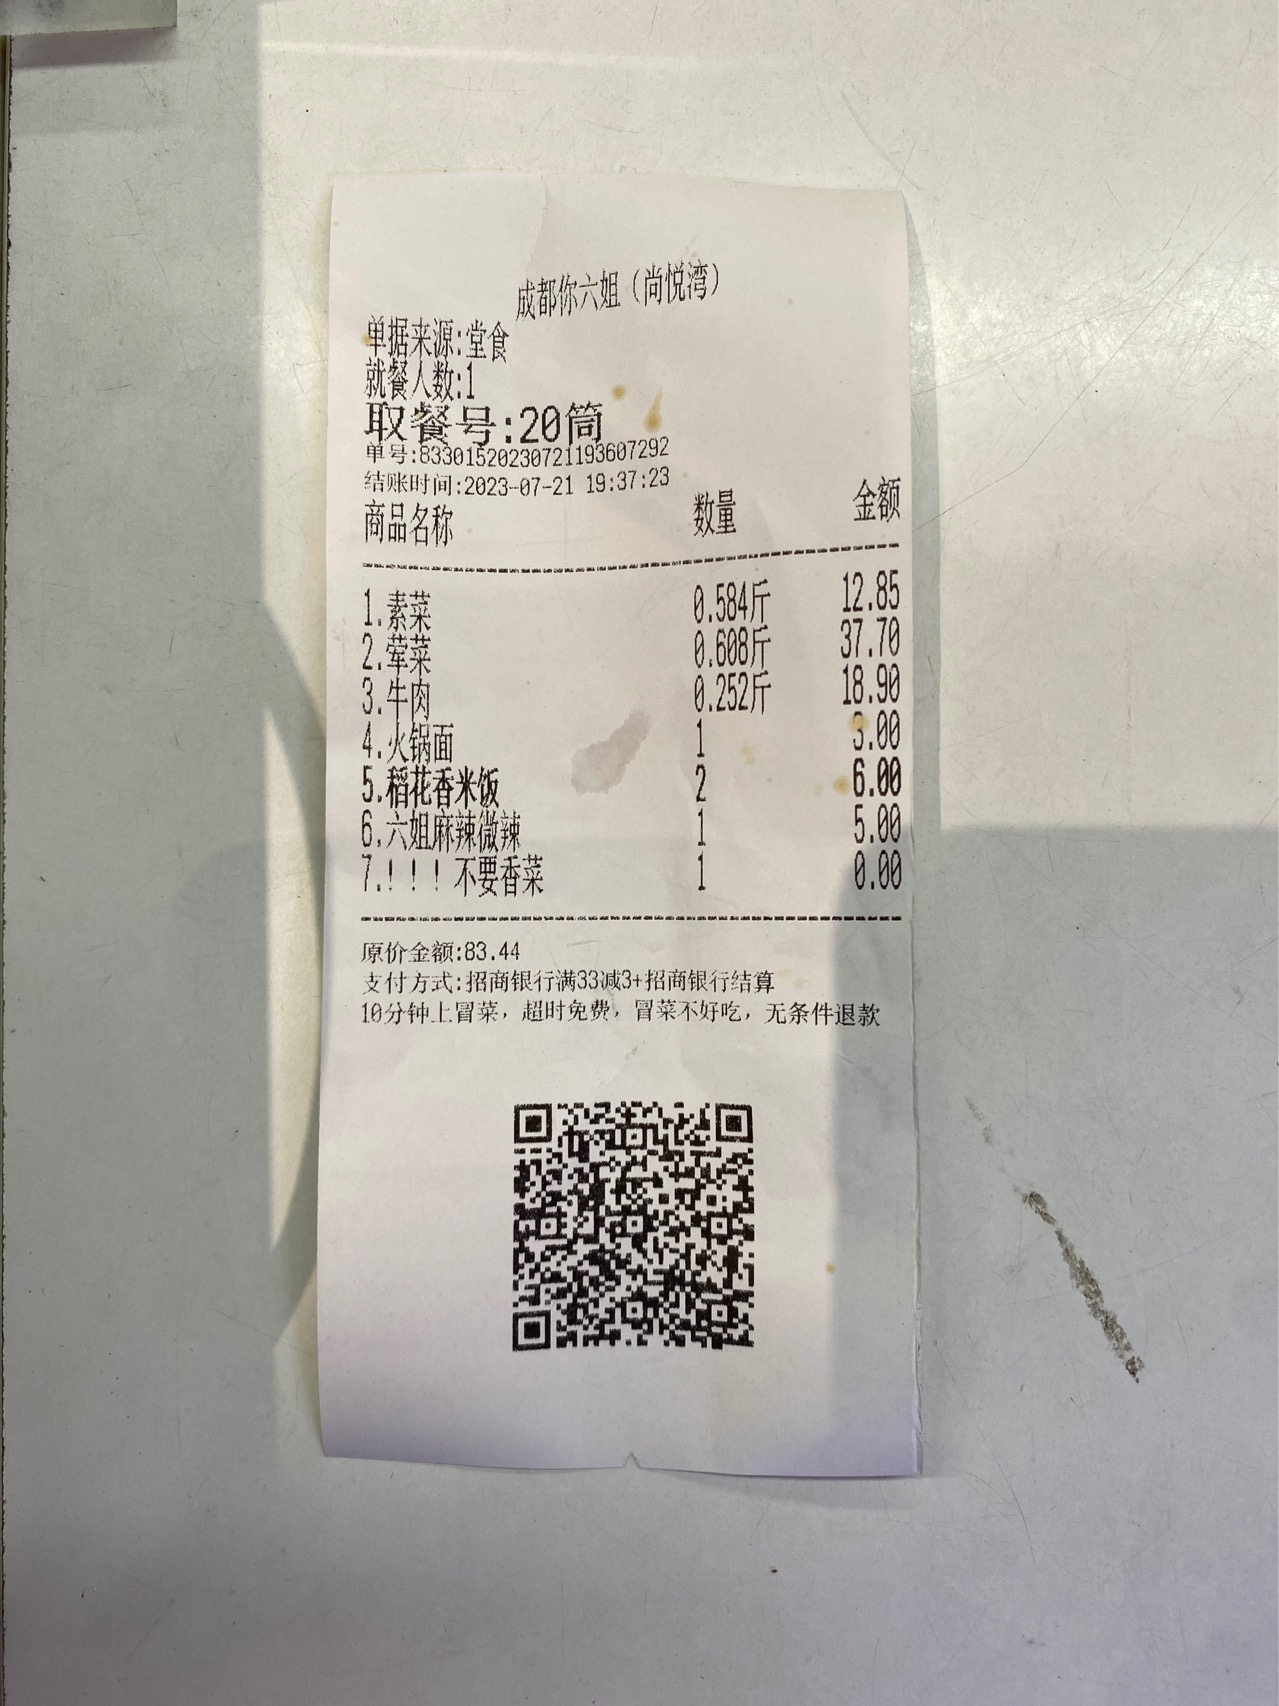 成都你六姐（尚悦湾）
单据来源:堂食
就餐人数:1
取餐号:20筒
单号:83301520230721193607292
结账时间:2023-07-21 19:37:23
商品名称 数量 金额
1.素菜 0.584斤 12.85
2.荤菜 0.608斤 37.70
3.牛肉 0.252斤 18.90
4.火锅面 1 3.00
5.稻花香米饭 2 6.00
6.六姐麻辣微辣 1 5.00
7.！！！不要香菜 1 0.00
原价金额:83.44
支付方式:招商银行满33减3+招商银行结算
10分钟上冒菜，超时免费，冒菜不好吃，无条件退款